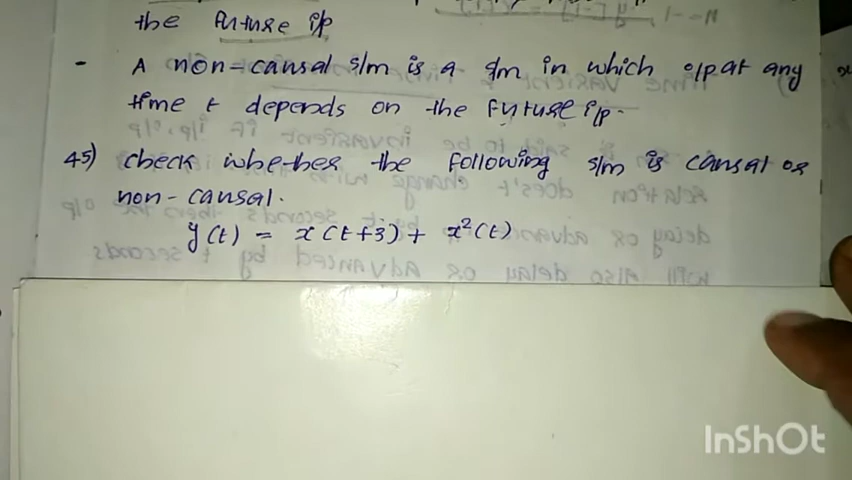 the Future i/p
- A non-causal s/m is a s/m in which o/p at any
time t depends on the future i/p.
45) check whether the following s/m is causal or
non-causal.
y(t) = x(t+3) + x²(t)
InShOt